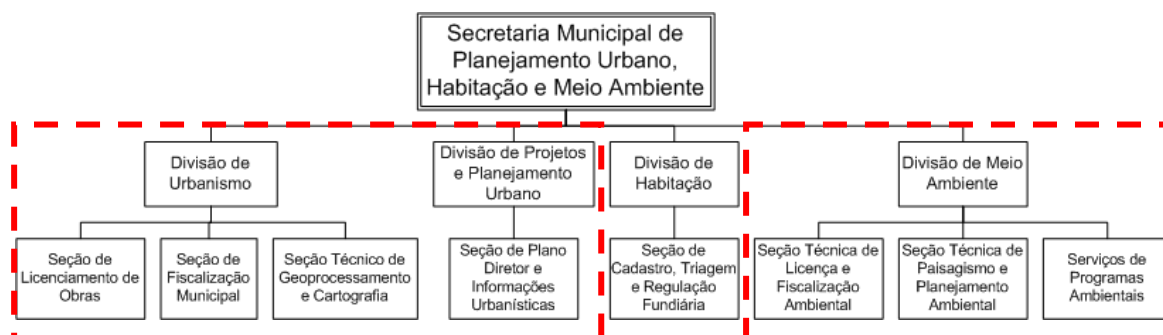 Secretaria Municipal de
Planejamento Urbano,
Habitação e Meio Ambiente
Divisão de
Urbanismo
Divisão de Projetos
e Planejamento
Urbano
Divisão de
Habitação
Divisão de Meio
Ambiente
Seção de
Licenciamento de
Obras
Seção de
Fiscalização
Municipal
Seção Técnico de
Geoprocessamento
e Cartografia
Seção de Plano
Diretor e
Informações
Urbanísticas
Seção de
Cadastro, Triagem
e Regulação
Fundiária
Seção Técnica de
Licença e
Fiscalização
Ambiental
Seção Técnica de
Paisagismo e
Planejamento
Ambiental
Serviços de
Programas
Ambientais